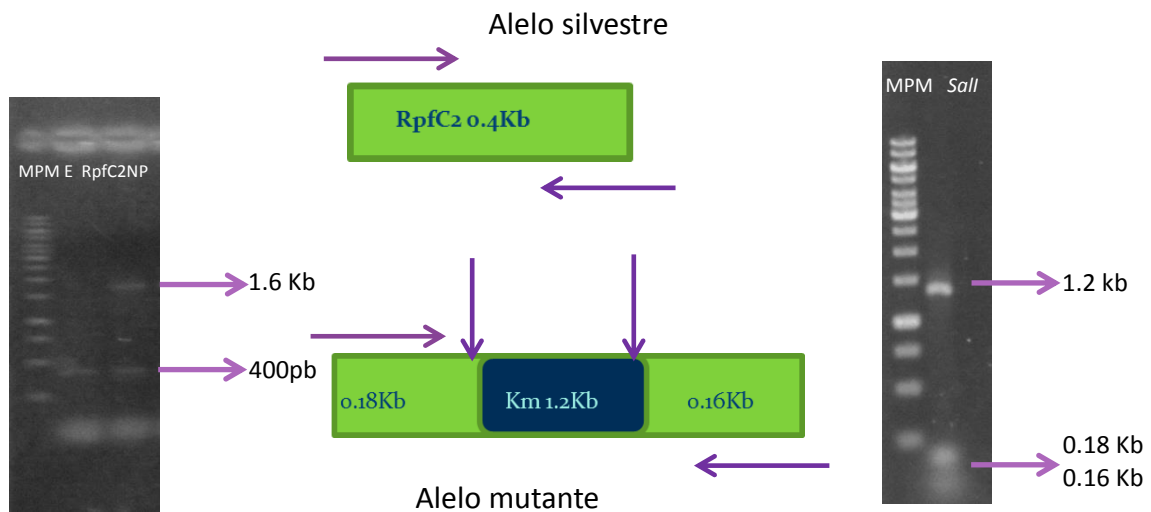 Alelo silvestre
RpfC2 0.4Kb
MPM E RpfC2NP
1.6 Kb
400pb
0.18Kb
Km 1.2Kb
0.16Kb
Alelo mutante
MPM SalI
1.2 kb
0.18 Kb
0.16 Kb